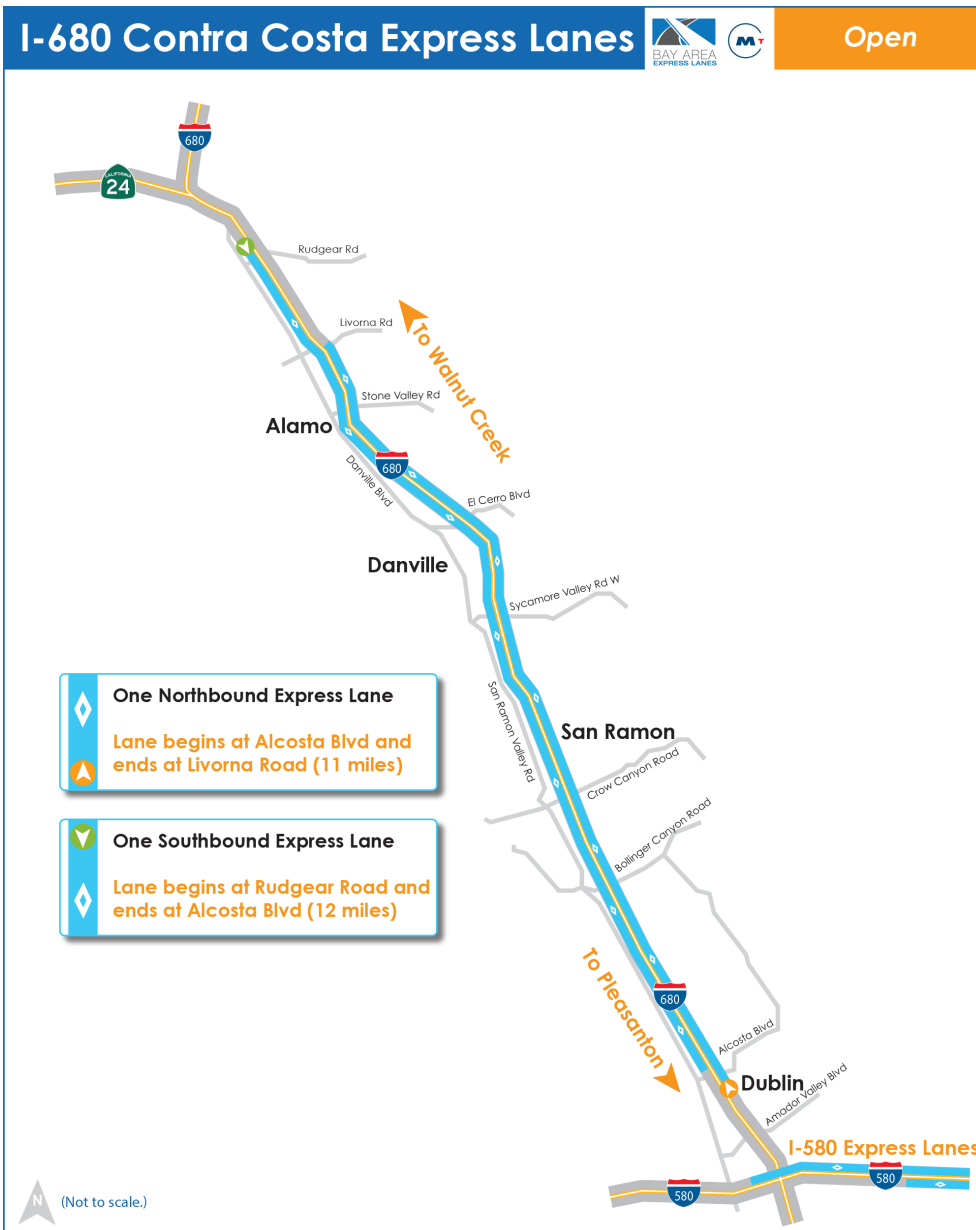 I-680 Contra Costa Express Lanes
BAY AREA
EXPRESS LANES
MT
Open
680
CALIFORNIA
24
Rudgear Rd
Livorna Rd
To Walnut Creek
Stone Valley Rd
Alamo
680
Danville Blvd
El Cerro Blvd
Danville
Sycamore Valley Rd W
One Northbound Express Lane
Lane begins at Alcosta Blvd and
ends at Livorna Road (11 miles)
San Ramon Valley Rd
San Ramon
Crow Canyon Road
One Southbound Express Lane
Lane begins at Rudgear Road and
ends at Alcosta Blvd (12 miles)
Bollinger Canyon Road
To Pleasanton
680
Alcosta Blvd
Dublin
Amador Valley Blvd
I-580 Express Lanes
580
580
N
(Not to scale.)